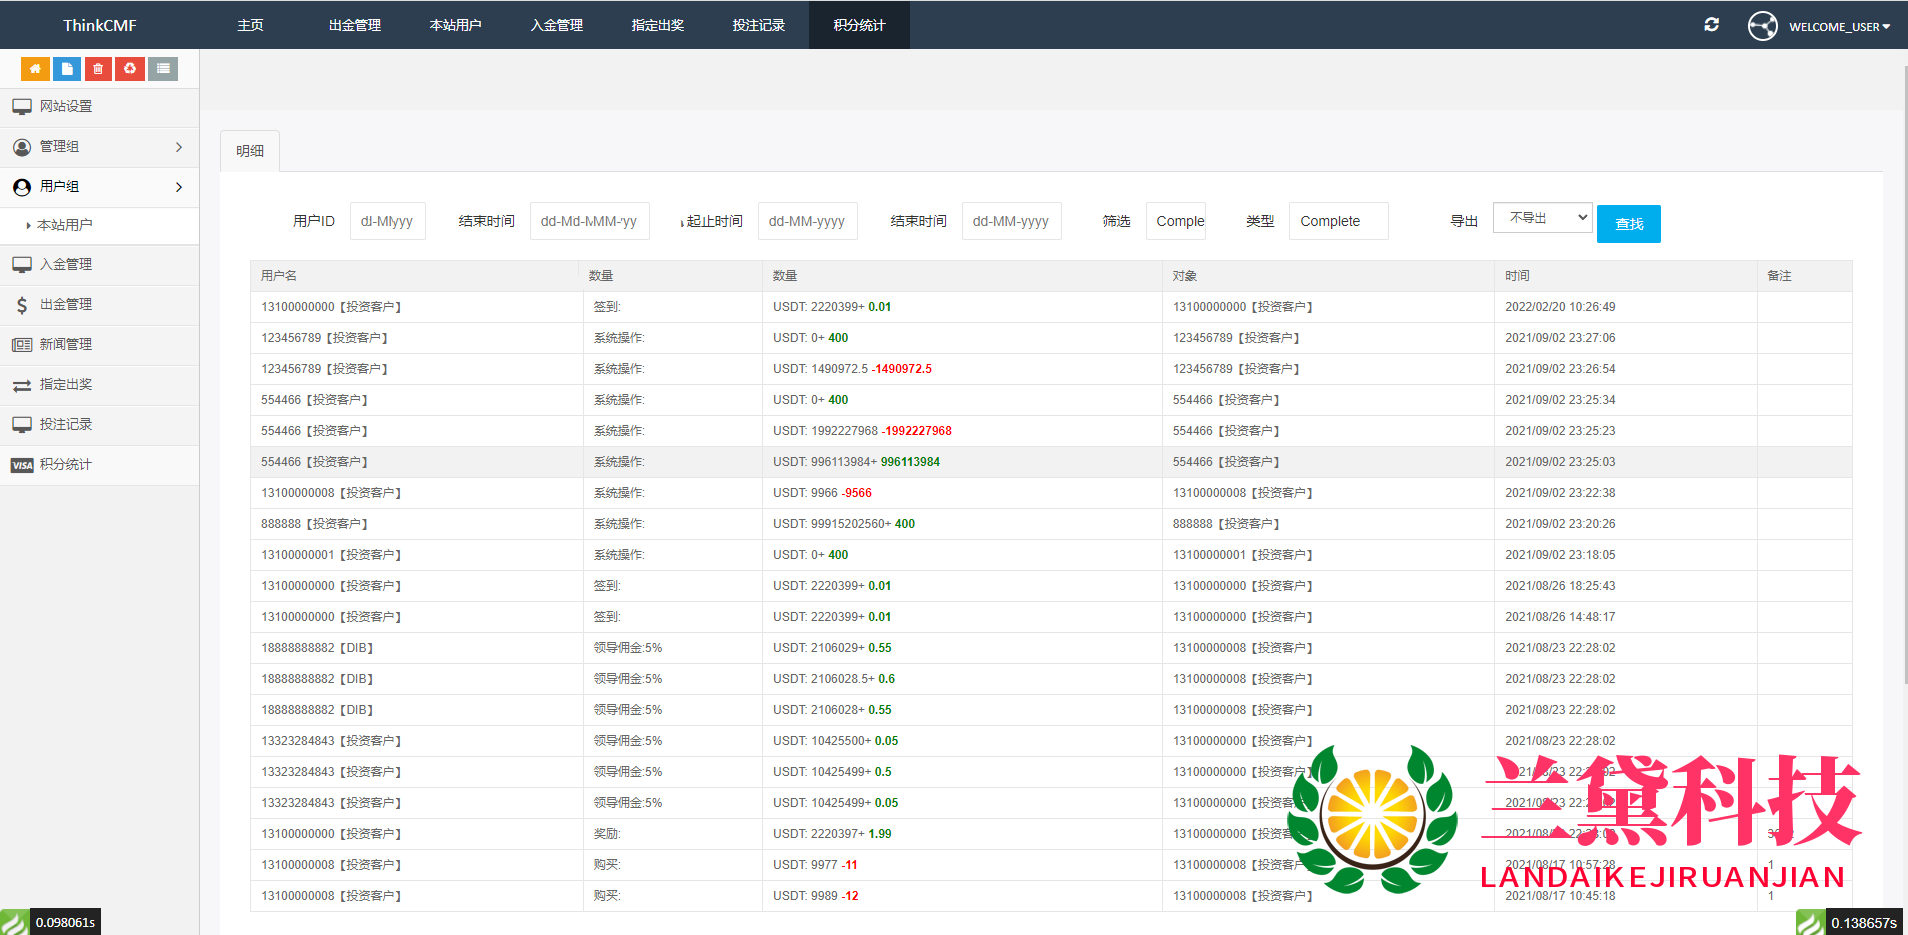 ThinkCMF 主页 出金管理 本站用户 入金管理 指定出奖 投注记录 积分统计 WELCOME_USER
网站设置
管理组
用户组
本站用户
入金管理
出金管理
新闻管理
指定出奖
投注记录
VISA 积分统计
明细
用户ID 结束时间 起止时间 dd-MM-yyyy 结束时间 dd-MM-yyyy 筛选 Comple 类型 Complete 导出 不导出 查找
用户名 数量 数量 对象 时间 备注
13100000000【投资客户】 签到: USDT: 2220399+ 0.01 13100000000【投资客户】 2022/02/20 10:26:49
123456789【投资客户】 系统操作: USDT: 0+ 400 123456789【投资客户】 2021/09/02 23:27:06
123456789【投资客户】 系统操作: USDT: 1490972.5 -1490972.5 123456789【投资客户】 2021/09/02 23:26:54
554466【投资客户】 系统操作: USDT: 0+ 400 554466【投资客户】 2021/09/02 23:25:34
554466【投资客户】 系统操作: USDT: 1992227968 -1992227968 554466【投资客户】 2021/09/02 23:25:23
554466【投资客户】 系统操作: USDT: 996113984+ 996113984 554466【投资客户】 2021/09/02 23:25:03
13100000008【投资客户】 系统操作: USDT: 9966 -9566 13100000008【投资客户】 2021/09/02 23:22:38
888888【投资客户】 系统操作: USDT: 99915202560+ 400 888888【投资客户】 2021/09/02 23:20:26
13100000001【投资客户】 系统操作: USDT: 0+ 400 13100000001【投资客户】 2021/09/02 23:18:05
13100000000【投资客户】 签到: USDT: 2220399+ 0.01 13100000000【投资客户】 2021/08/26 18:25:43
13100000000【投资客户】 签到: USDT: 2220399+ 0.01 13100000000【投资客户】 2021/08/26 14:48:17
18888888882【DIB】 领导佣金:5% USDT: 2106029+ 0.55 13100000008【投资客户】 2021/08/23 22:28:02
18888888882【DIB】 领导佣金:5% USDT: 2106028.5+ 0.6 13100000008【投资客户】 2021/08/23 22:28:02
18888888882【DIB】 领导佣金:5% USDT: 2106028+ 0.55 13100000008【投资客户】 2021/08/23 22:28:02
13323284843【投资客户】 领导佣金:5% USDT: 10425500+ 0.05 13100000000【投资客户】 2021/08/23 22:28:02
13323284843【投资客户】 领导佣金:5% USDT: 10425499+ 0.5 13100000000【投资客户】
13323284843【投资客户】 领导佣金:5% USDT: 10425499+ 0.05 13100000000【投资客
13100000000【投资客户】 奖励: USDT: 2220397+ 1.99 13100000000【投资客
13100000008【投资客户】 购买: USDT: 9977 -11 13100000008【投资客户 2021/08/17 10:57:28 1
13100000008【投资客户】 购买: USDT: 9989 -12 13100000008【投资客户】 2021/08/17 10:45:18 1
兰黛科技
LANDAIKEJIRUANJIAN
0.098061s 0.138657s